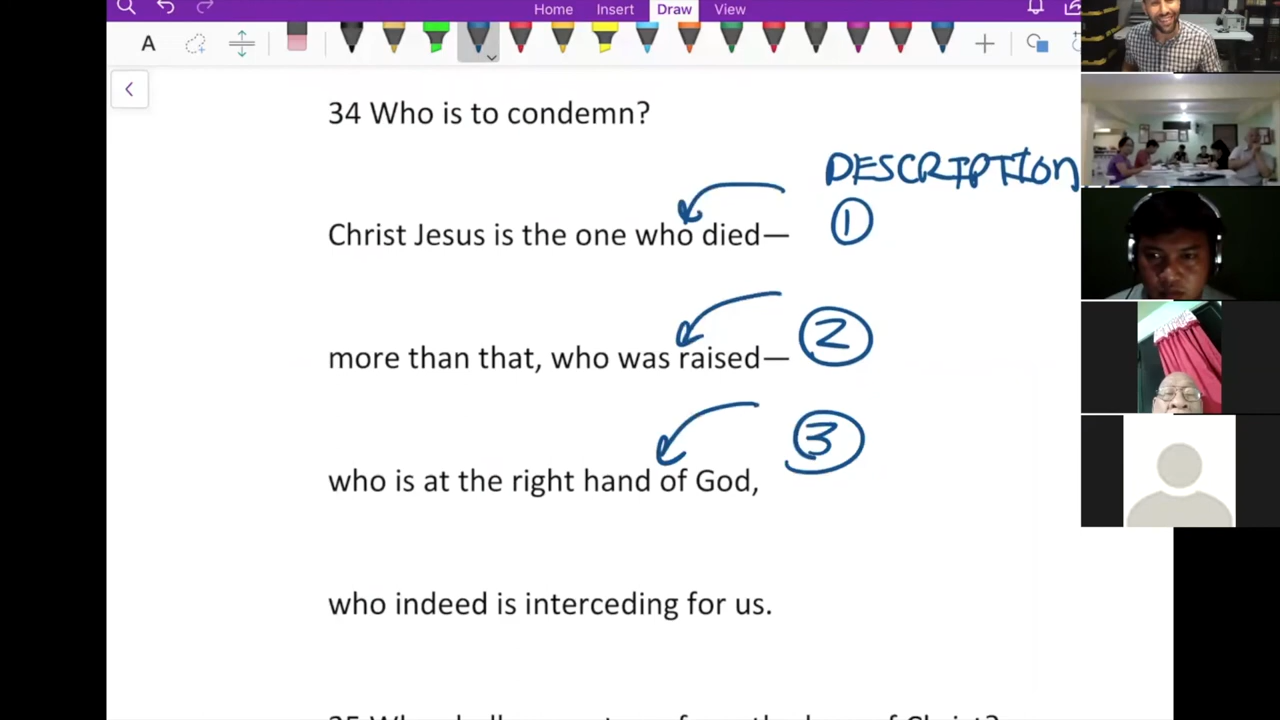 Home Insert Draw View
A
34 Who is to condemn?
DESCRIPTION
Christ Jesus is the one who died— 1
more than that, who was raised— 2
who is at the right hand of God, 3
who indeed is interceding for us.